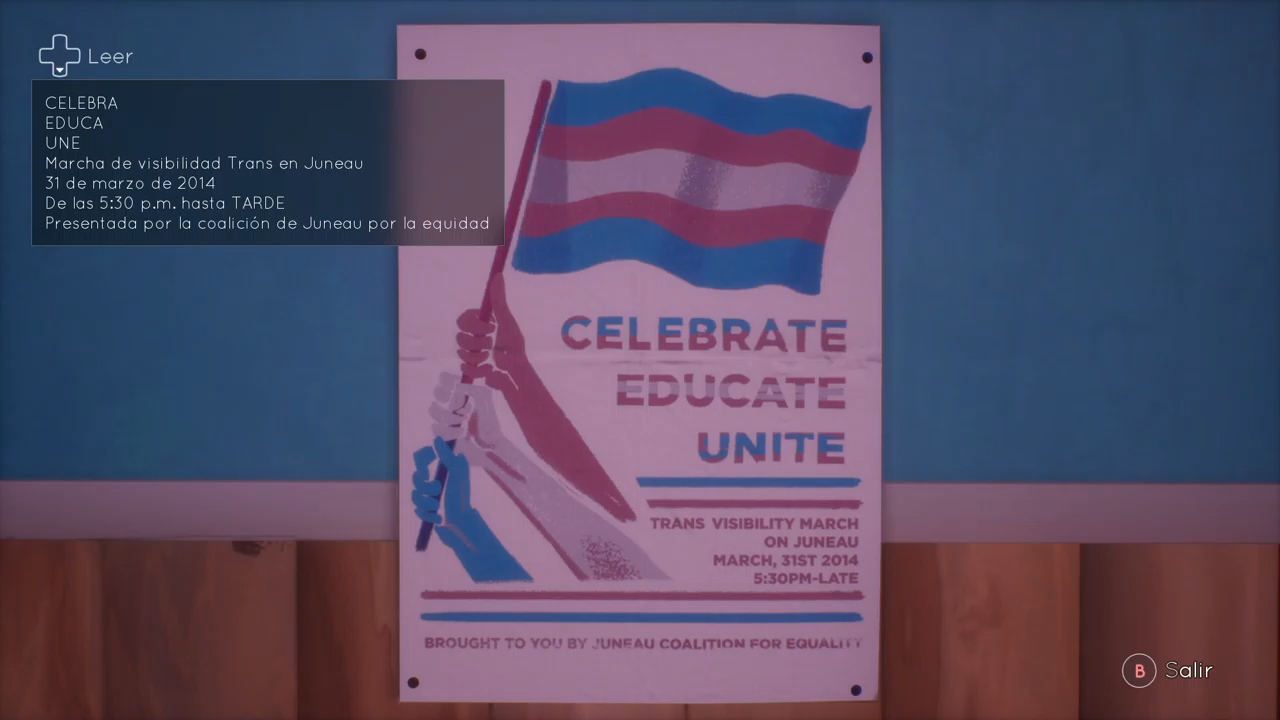 Leer
CELEBRA
EDUCA
UNE
Marcha de visibilidad Trans en Juneau
31 de marzo de 2014
De las 5:30 p.m. hasta TARDE
Presentada por la coalición de Juneau por la equidad
CELEBRATE
EDUCATE
UNITE
TRANS VISIBILITY MARCH
ON JUNEAU
MARCH, 31ST 2014
5:30PM-LATE
BROUGHT TO YOU BY JUNEAU COALITION FOR EQUALITY
B Salir